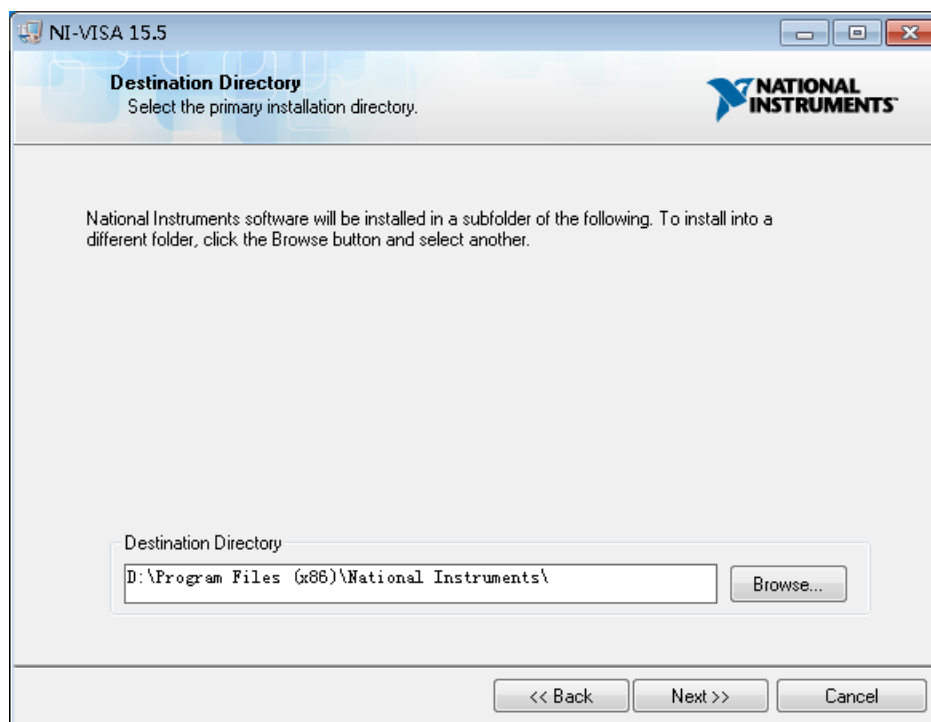 NI-VISA 15.5
Destination Directory
Select the primary installation directory.
NATIONAL
INSTRUMENTS™
National Instruments software will be installed in a subfolder of the following. To install into a
different folder, click the Browse button and select another.
Destination Directory
D:\Program Files (x86)\National Instruments\
Browse...
<< Back
Next >>
Cancel